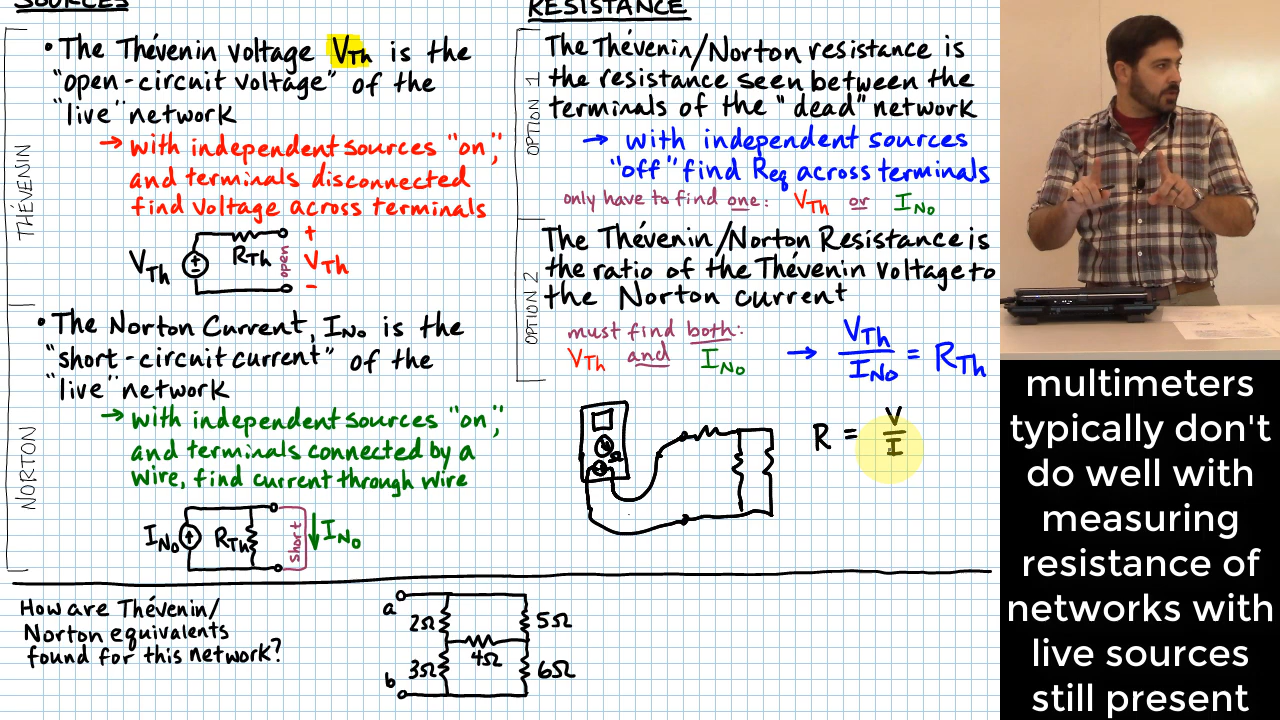 SOURCES
THÉVENIN
• The Thévenin voltage VTh is the
"open-circuit voltage" of the
"live" network
→ with independent sources "on",
and terminals disconnected
find voltage across terminals
VTh
RTh
open
+
VTh
-
NORTON
• The Norton Current, INo is the
"short-circuit current" of the
"live" network
→ with independent sources "on",
and terminals connected by a
wire, find current through wire
INo
RTh
short
INo
RESISTANCE
OPTION 1
The Thévenin/Norton resistance is
the resistance seen between the
terminals of the "dead" network
→ with independent sources
"off" find Req across terminals
only have to find one: VTh or INo
OPTION 2
The Thévenin/Norton Resistance is
the ratio of the Thévenin Voltage to
the Norton current
must find both:
VTh and INo
→ VTh/INo = RTh
Ω
R = V/I
How are Thévenin/
Norton equivalents
found for this network?
a
2Ω
5Ω
4Ω
3Ω
6Ω
b
multimeters
typically don't
do well with
measuring
resistance of
networks with
live sources
still present